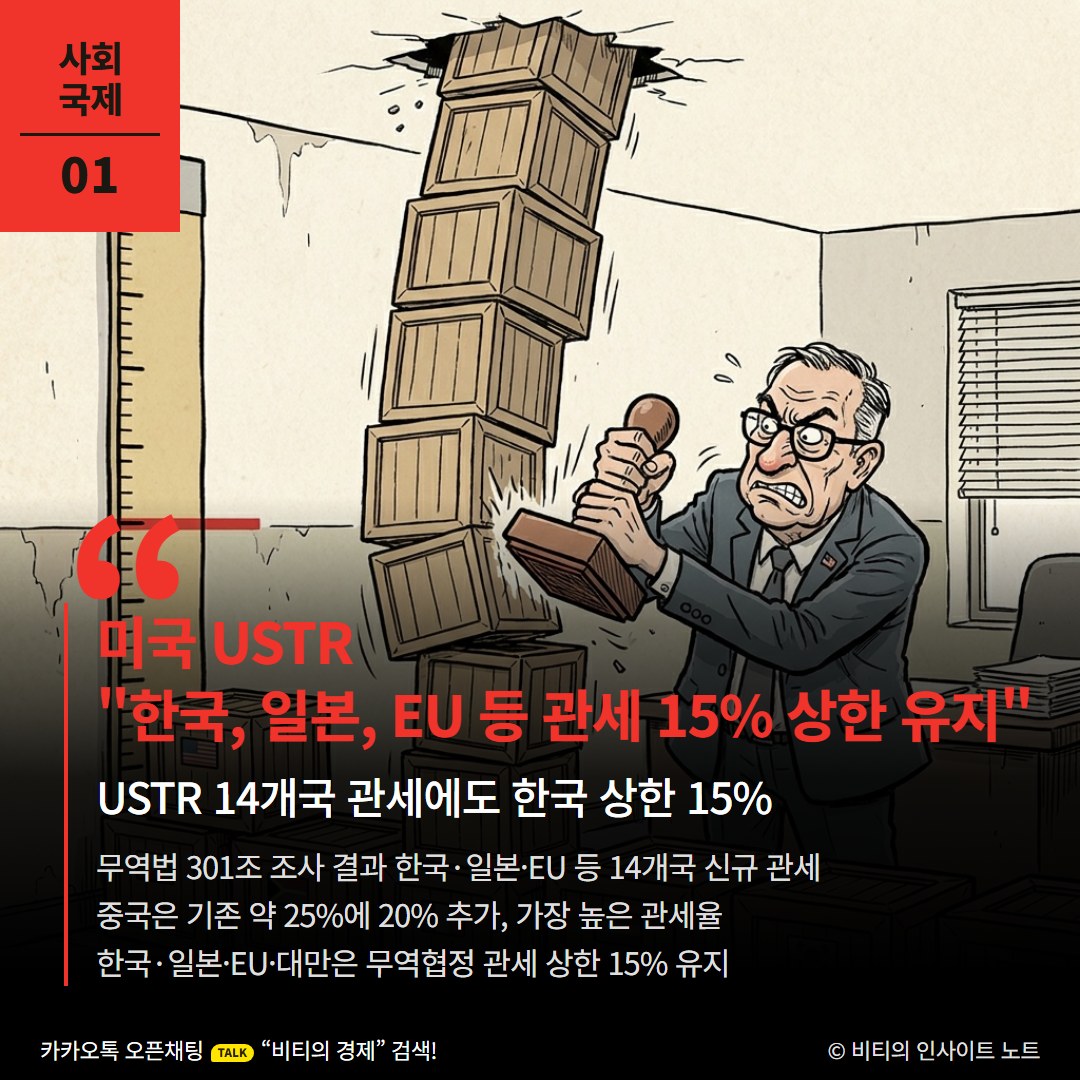 사회
국제
01
“
미국 USTR
"한국, 일본, EU 등 관세 15% 상한 유지"
USTR 14개국 관세에도 한국 상한 15%
무역법 301조 조사 결과 한국·일본·EU 등 14개국 신규 관세
중국은 기존 약 25%에 20% 추가, 가장 높은 관세율
한국·일본·EU·대만은 무역협정 관세 상한 15% 유지
카카오톡 오픈채팅 TALK “비티의 경제” 검색!
© 비티의 인사이트 노트